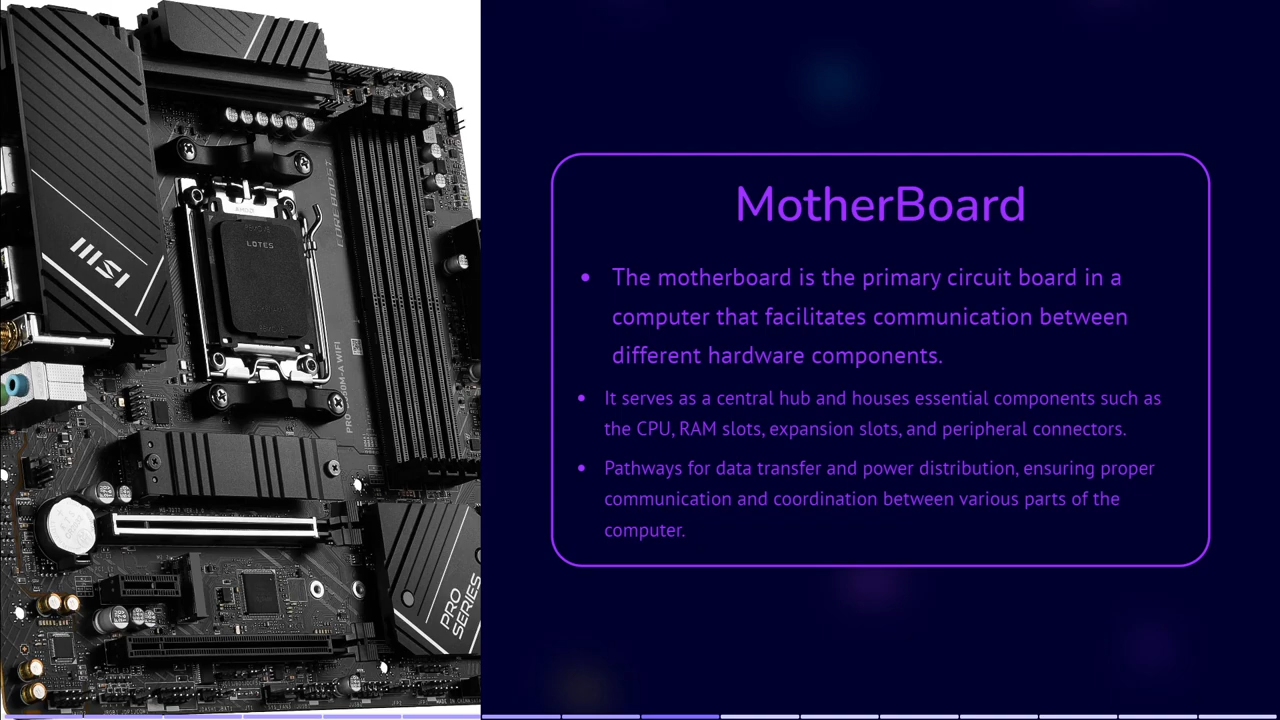 MotherBoard
The motherboard is the primary circuit board in a
computer that facilitates communication between
different hardware components.
It serves as a central hub and houses essential components such as
the CPU, RAM slots, expansion slots, and peripheral connectors.
Pathways for data transfer and power distribution, ensuring proper
communication and coordination between various parts of the
computer.
msi
LOTES
CORE BOOST
PRO
SERIES